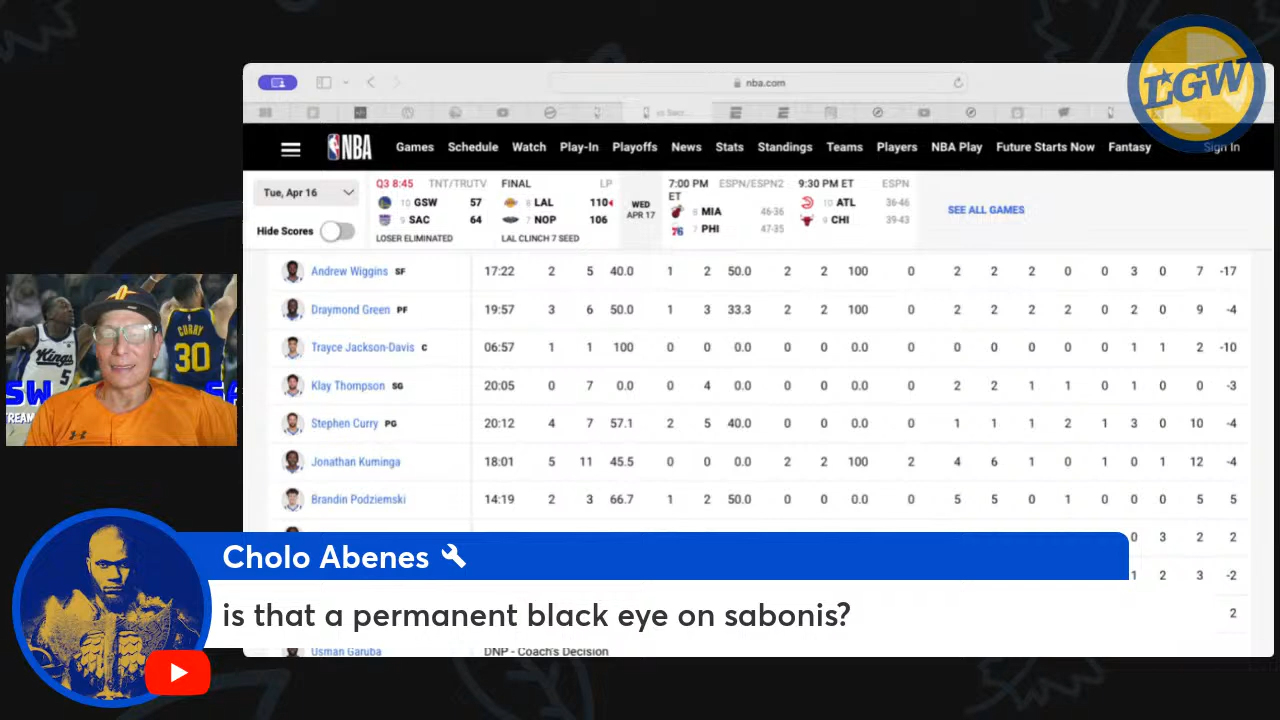 LGW
nba.com
NBA Games Schedule Watch Play-In Playoffs News Stats Standings Teams Players NBA Play Future Starts Now Fantasy Sign In
Tue, Apr 16
Hide Scores
Q3 8:45 TNT/TRUTV
10 GSW 57
9 SAC 64
LOSER ELIMINATED
FINAL LP
8 LAL 110
7 NOP 106
LAL CLINCH 7 SEED
WED
APR 17
7:00 PM ET ESPN/ESPN2
8 MIA 46-36
7 PHI 47-35
9:30 PM ET ESPN
10 ATL 36-46
9 CHI 39-43
SEE ALL GAMES
Andrew Wiggins SF 17:22 2 5 40.0 1 2 50.0 2 2 100 0 2 2 2 0 0 3 0 7 -17
Draymond Green PF 19:57 3 6 50.0 1 3 33.3 2 2 100 0 2 2 2 2 0 2 0 9 -4
Trayce Jackson-Davis C 06:57 1 1 100 0 0 0.0 0 0 0.0 0 0 0 0 0 0 1 1 2 -10
Klay Thompson SG 20:05 0 7 0.0 0 4 0.0 0 0 0.0 0 2 2 1 1 0 1 0 0 -3
Stephen Curry PG 20:12 4 7 57.1 2 5 40.0 0 0 0.0 0 1 1 1 2 1 3 0 10 -4
Jonathan Kuminga 18:01 5 11 45.5 0 0 0.0 2 2 100 2 4 6 1 0 1 0 1 12 -4
Brandin Podziemski 14:19 2 3 66.7 1 2 50.0 0 0 0.0 0 5 5 0 1 0 0 0 5 5
0 3 2 2
1 2 3 -2
2
Usman Garuba DNP - Coach's Decision
Kings
5
CURRY
30
SW
Cholo Abenes
is that a permanent black eye on sabonis?